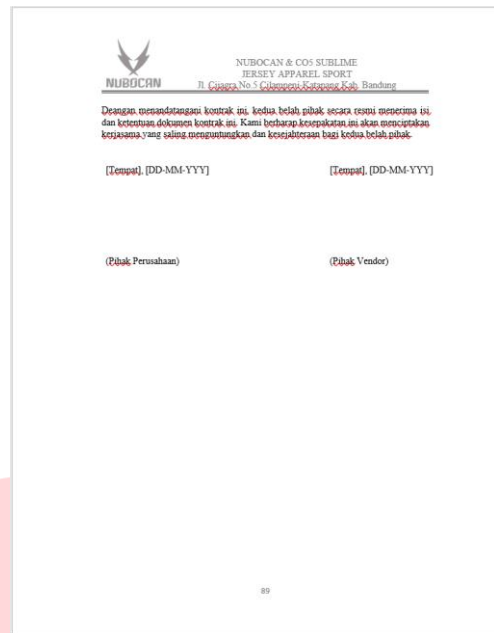 NUBOCAN
NUBOCAN & CO5 SUBLIME
JERSEY APPAREL SPORT
Jl. Cijagra No 5 Cilampeni-Katapang Kab. Bandung
Deangan menandatangani kontrak ini, kedua belah pihak secara resmi menerima isi
dan ketentuan dokumen kontrak ini. Kami berharap kesepakatan ini akan menciptakan
kerjasama yang saling menguntungkan dan kesejahteraan bagi kedua belah pihak.
[Tempat], [DD-MM-YYY] [Tempat], [DD-MM-YYY]
(Pihak Perusahaan) (Pihak Vendor)
89